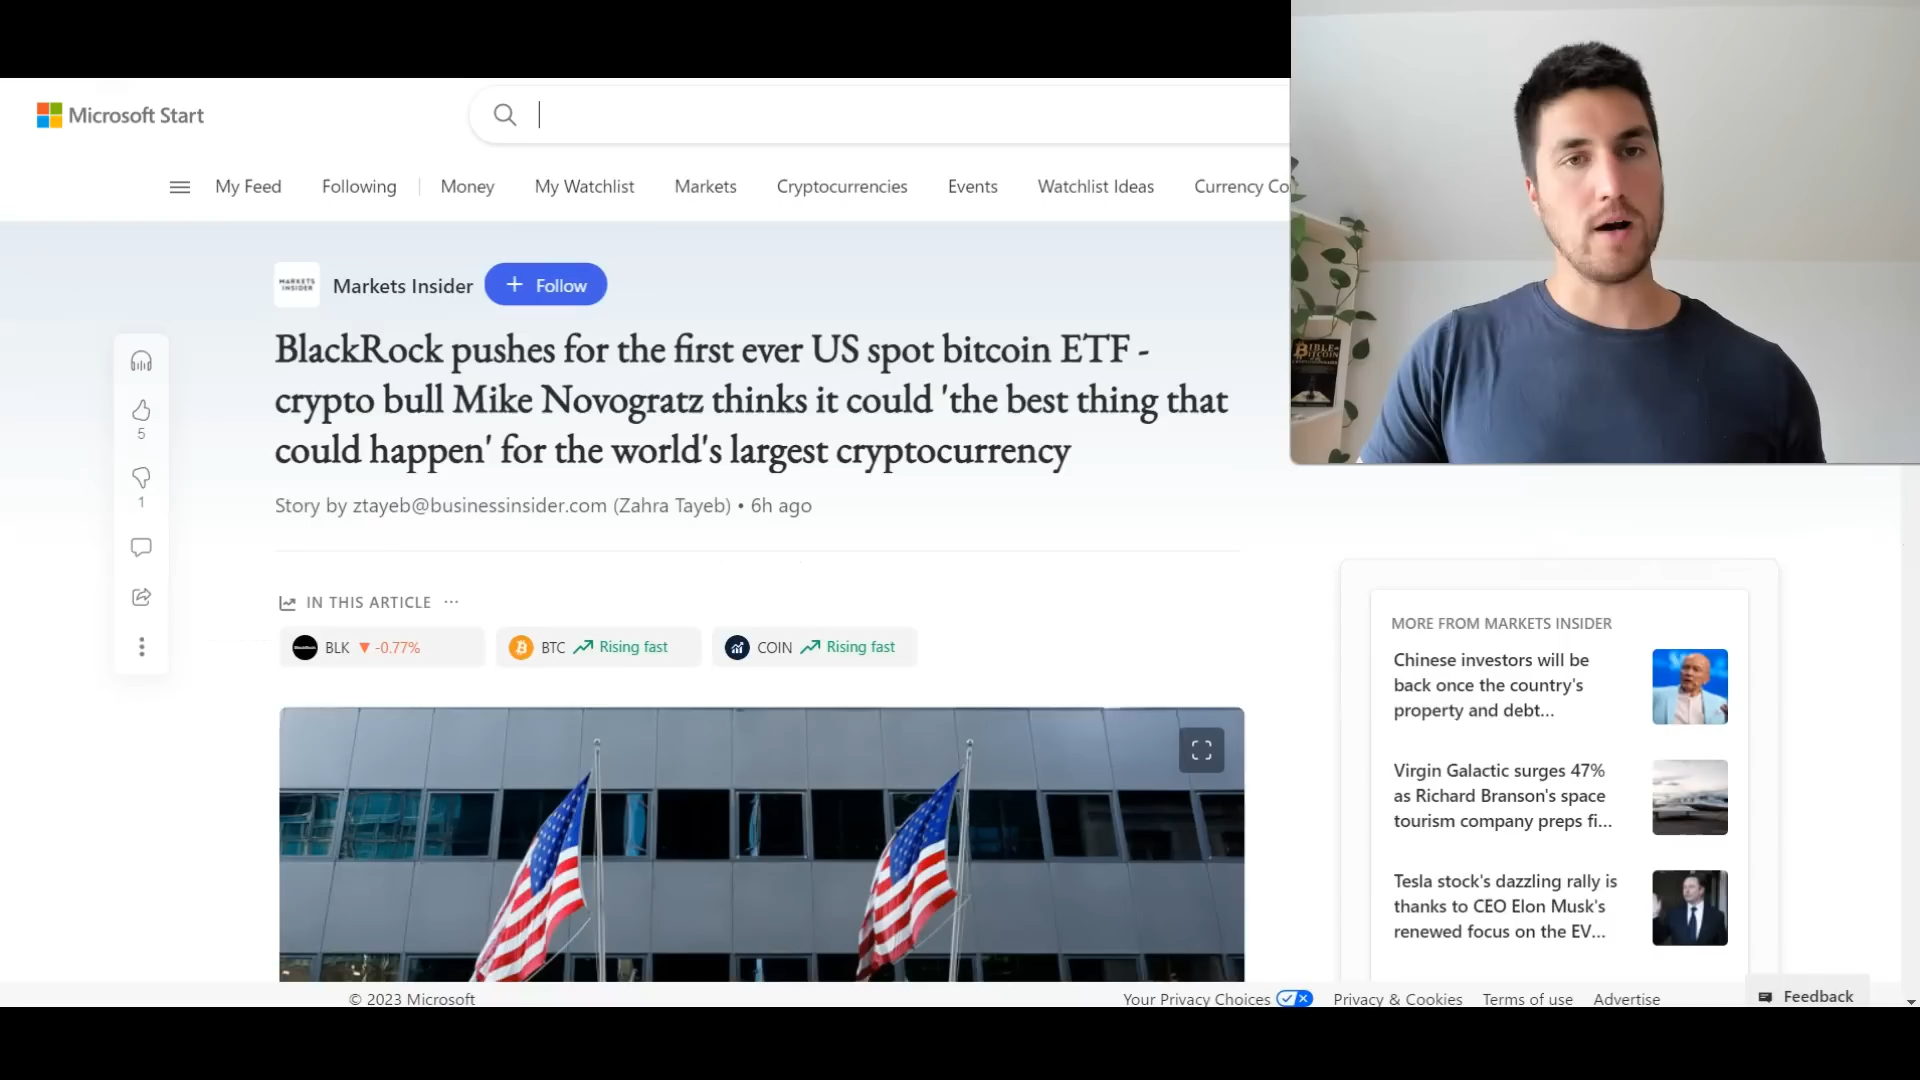 Microsoft Start
My Feed Following Money My Watchlist Markets Cryptocurrencies Events Watchlist Ideas Currency Co
MARKETS
INSIDER
Markets Insider
+ Follow
BlackRock pushes for the first ever US spot bitcoin ETF -
crypto bull Mike Novogratz thinks it could 'the best thing that
could happen' for the world's largest cryptocurrency
Story by ztayeb@businessinsider.com (Zahra Tayeb) • 6h ago
5
1
IN THIS ARTICLE ...
BLK ▼ -0.77%
BTC Rising fast
COIN Rising fast
BIBLE
BITCOIN
MORE FROM MARKETS INSIDER
Chinese investors will be
back once the country's
property and debt...
Virgin Galactic surges 47%
as Richard Branson's space
tourism company preps fi...
Tesla stock's dazzling rally is
thanks to CEO Elon Musk's
renewed focus on the EV...
© 2023 Microsoft
Your Privacy Choices Privacy & Cookies Terms of use Advertise
Feedback